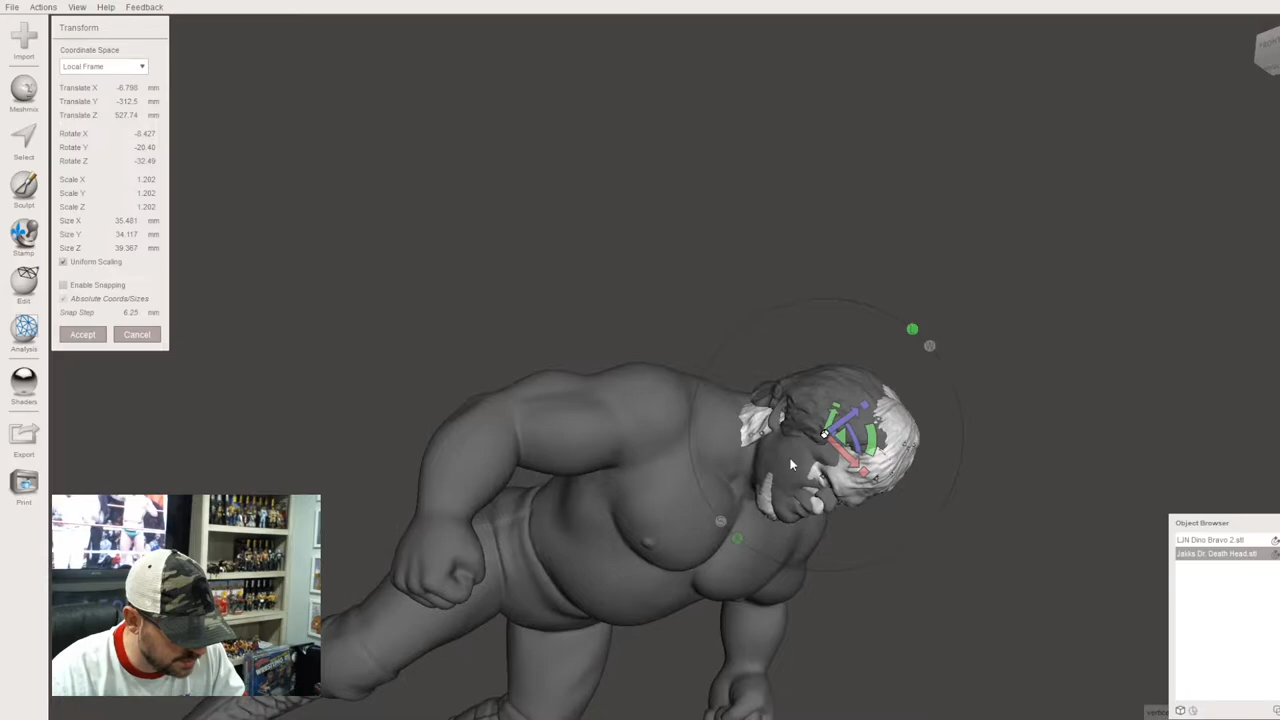 File Actions View Help Feedback
Import
Meshmix
Select
Sculpt
Stamp
Edit
Analysis
Shaders
Export
Print
Transform
Coordinate Space
Local Frame
Translate X -6.798 mm
Translate Y -312.5 mm
Translate Z 527.74 mm
Rotate X -8.427
Rotate Y -20.40
Rotate Z -32.49
Scale X 1.202
Scale Y 1.202
Scale Z 1.202
Size X 35.481 mm
Size Y 34.117 mm
Size Z 39.367 mm
Uniform Scaling
Enable Snapping
Absolute Coords/Sizes
Snap Step 6.25 mm
Accept Cancel
FRONT
W
Object Browser
LJN Dino Bravo 2.stl
Jakks Dr. Death Head.stl